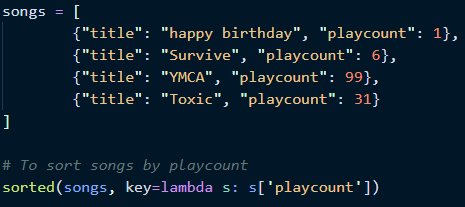 songs = [
        {"title": "happy birthday", "playcount": 1},
        {"title": "Survive", "playcount": 6},
        {"title": "YMCA", "playcount": 99},
        {"title": "Toxic", "playcount": 31}
]
# To sort songs by playcount
sorted(songs, key=lambda s: s['playcount'])